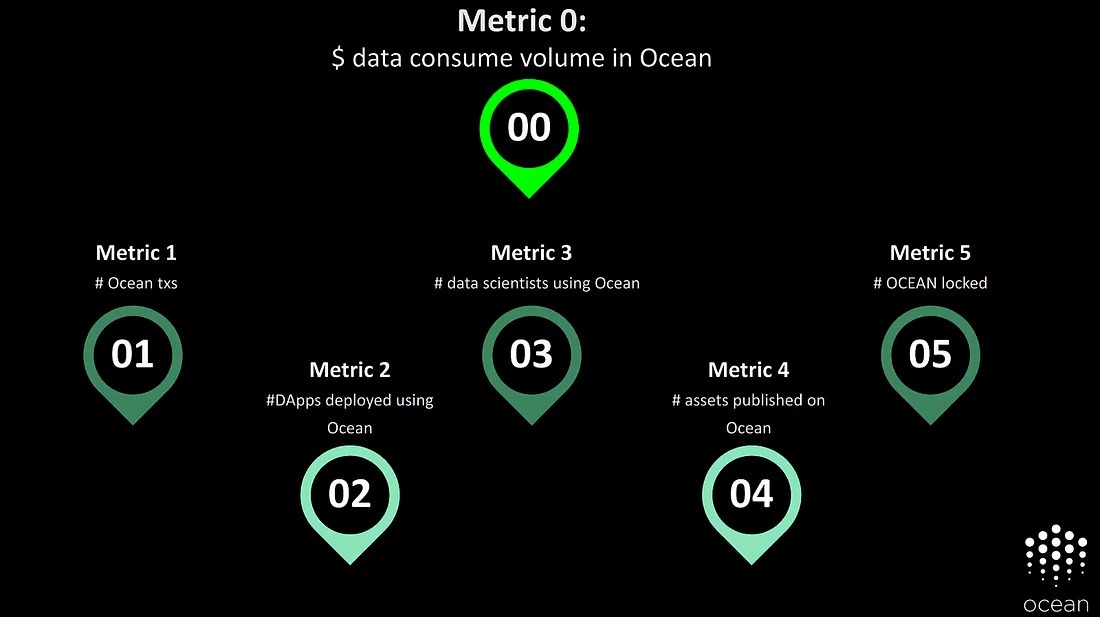 Metric 0:
$ data consume volume in Ocean
00
Metric 1
# Ocean txs
01
Metric 2
#DApps deployed using
Ocean
02
Metric 3
# data scientists using Ocean
03
Metric 4
# assets published on
Ocean
04
Metric 5
# OCEAN locked
05
ocean